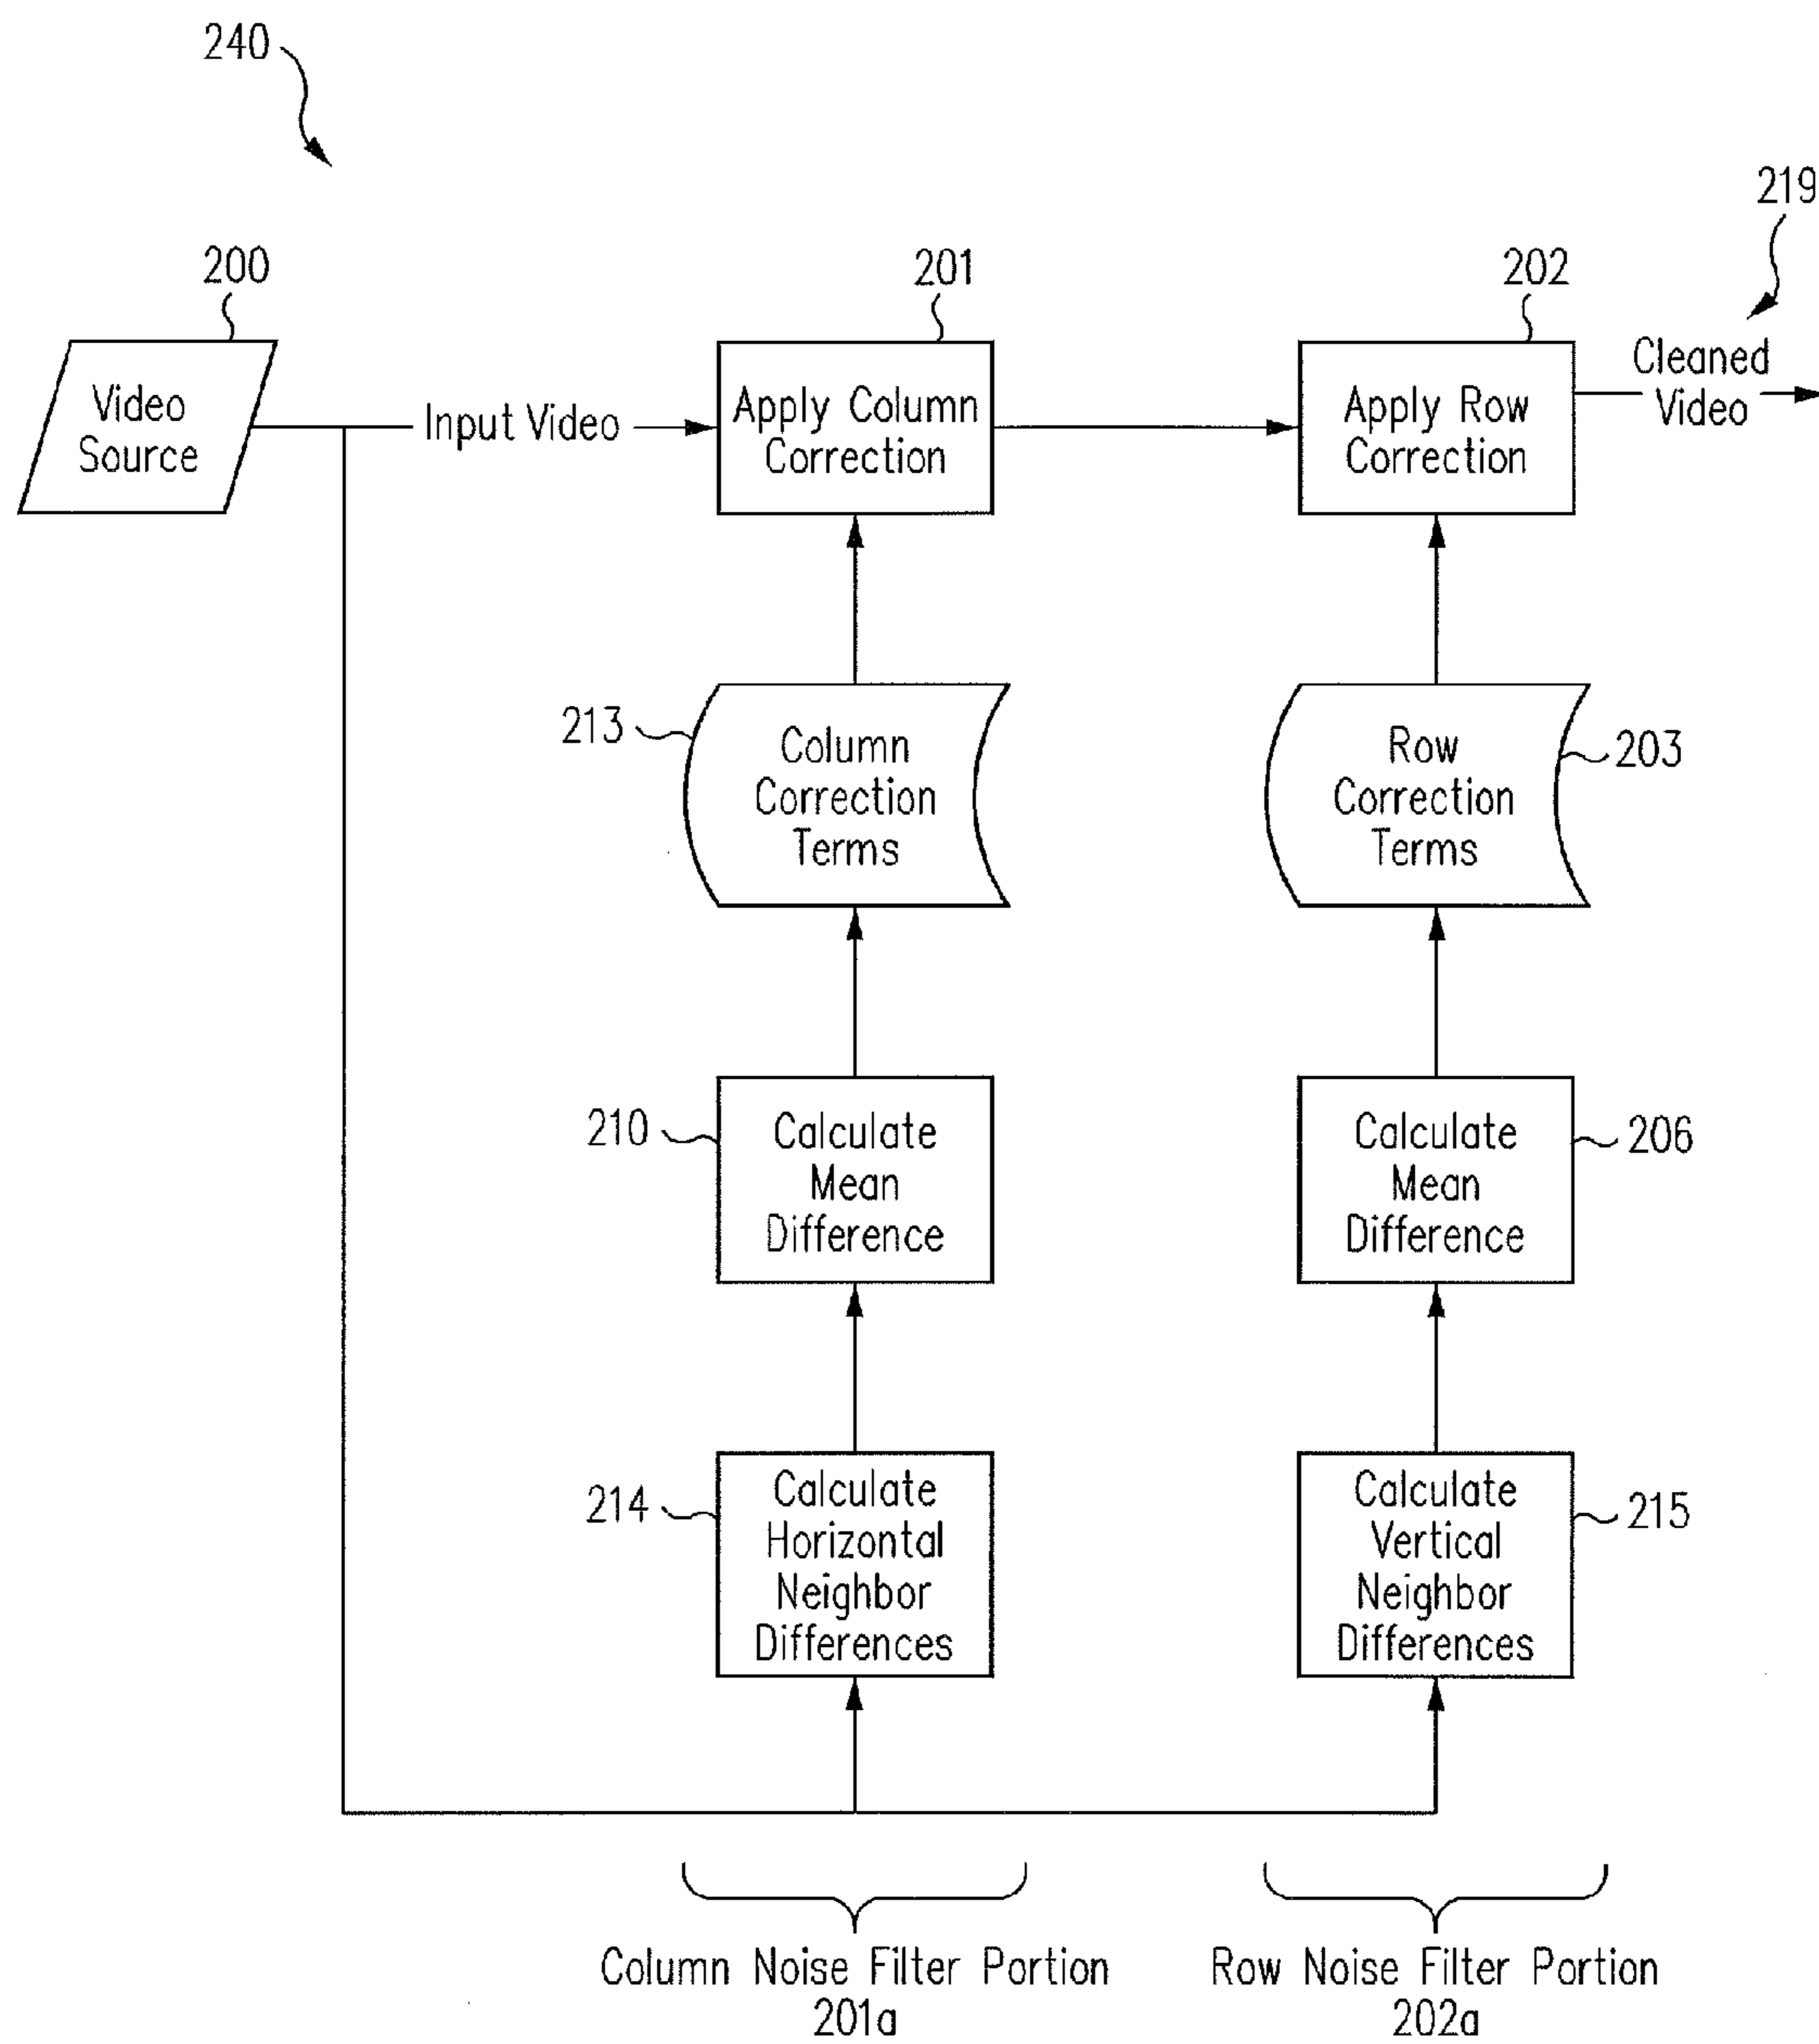 240
219
200
201
202
Video
Source
Input Video
Apply Column
Correction
Apply Row
Correction
Cleaned
Video
213
Column
Correction
Terms
Row
Correction
Terms
203
210
Calculate
Mean
Difference
Calculate
Mean
Difference
206
214
Calculate
Horizontal
Neighbor
Differences
Calculate
Vertical
Neighbor
Differences
215
Column Noise Filter Portion
201a
Row Noise Filter Portion
202a